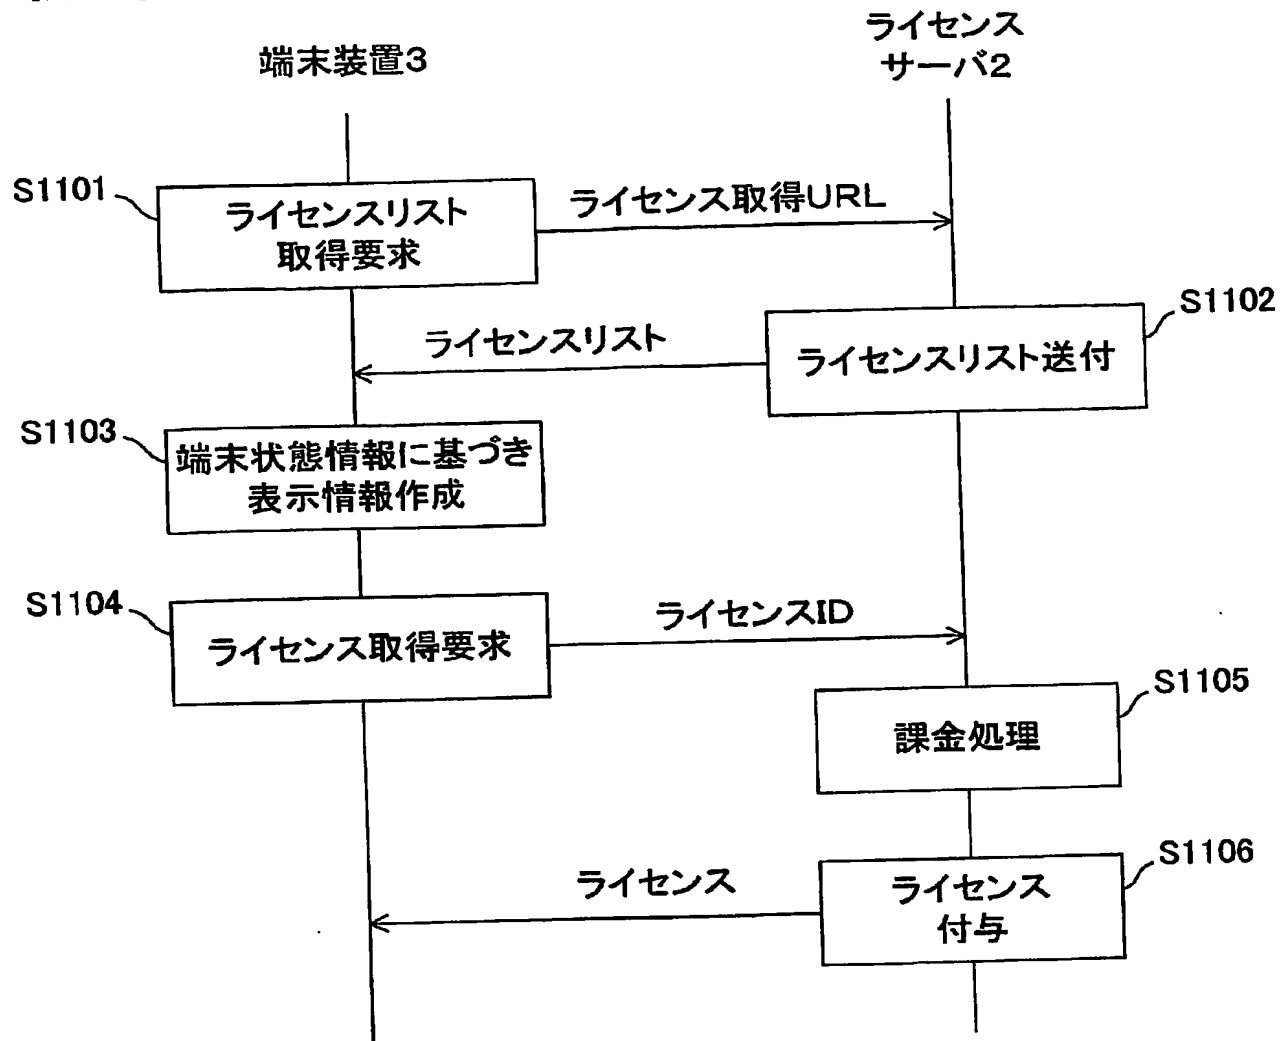 端末装置3
ライセンス
サーバ2
S1101
ライセンスリスト
取得要求
ライセンス取得URL
S1102
ライセンスリスト送付
ライセンスリスト
S1103
端末状態情報に基づき
表示情報作成
S1104
ライセンス取得要求
ライセンスID
S1105
課金処理
S1106
ライセンス
付与
ライセンス